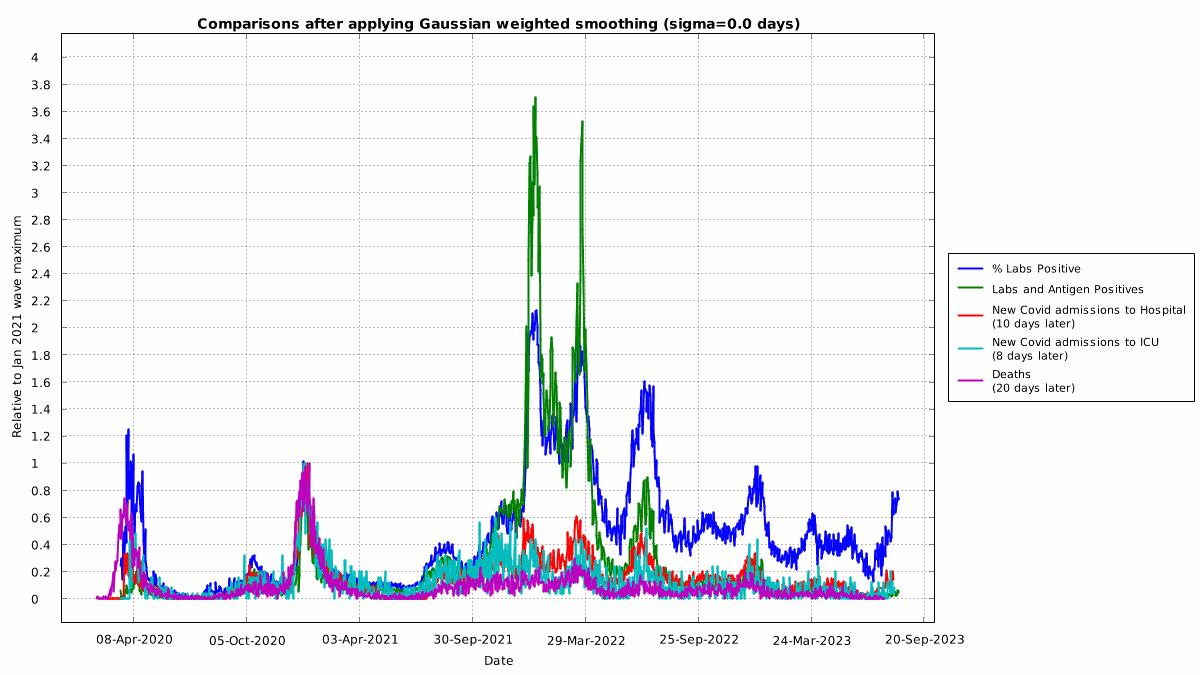 Comparisons after applying Gaussian weighted smoothing (sigma=0.0 days)
4
3.8
3.6
3.4
3.2
3
2.8
2.6
2.4
2.2
2
1.8
1.6
1.4
1.2
1
0.8
0.6
0.4
0.2
0
Relative to Jan 2021 wave maximum
08-Apr-2020 05-Oct-2020 03-Apr-2021 30-Sep-2021 29-Mar-2022 25-Sep-2022 24-Mar-2023 20-Sep-2023
Date
% Labs Positive
Labs and Antigen Positives
New Covid admissions to Hospital
(10 days later)
New Covid admissions to ICU
(8 days later)
Deaths
(20 days later)